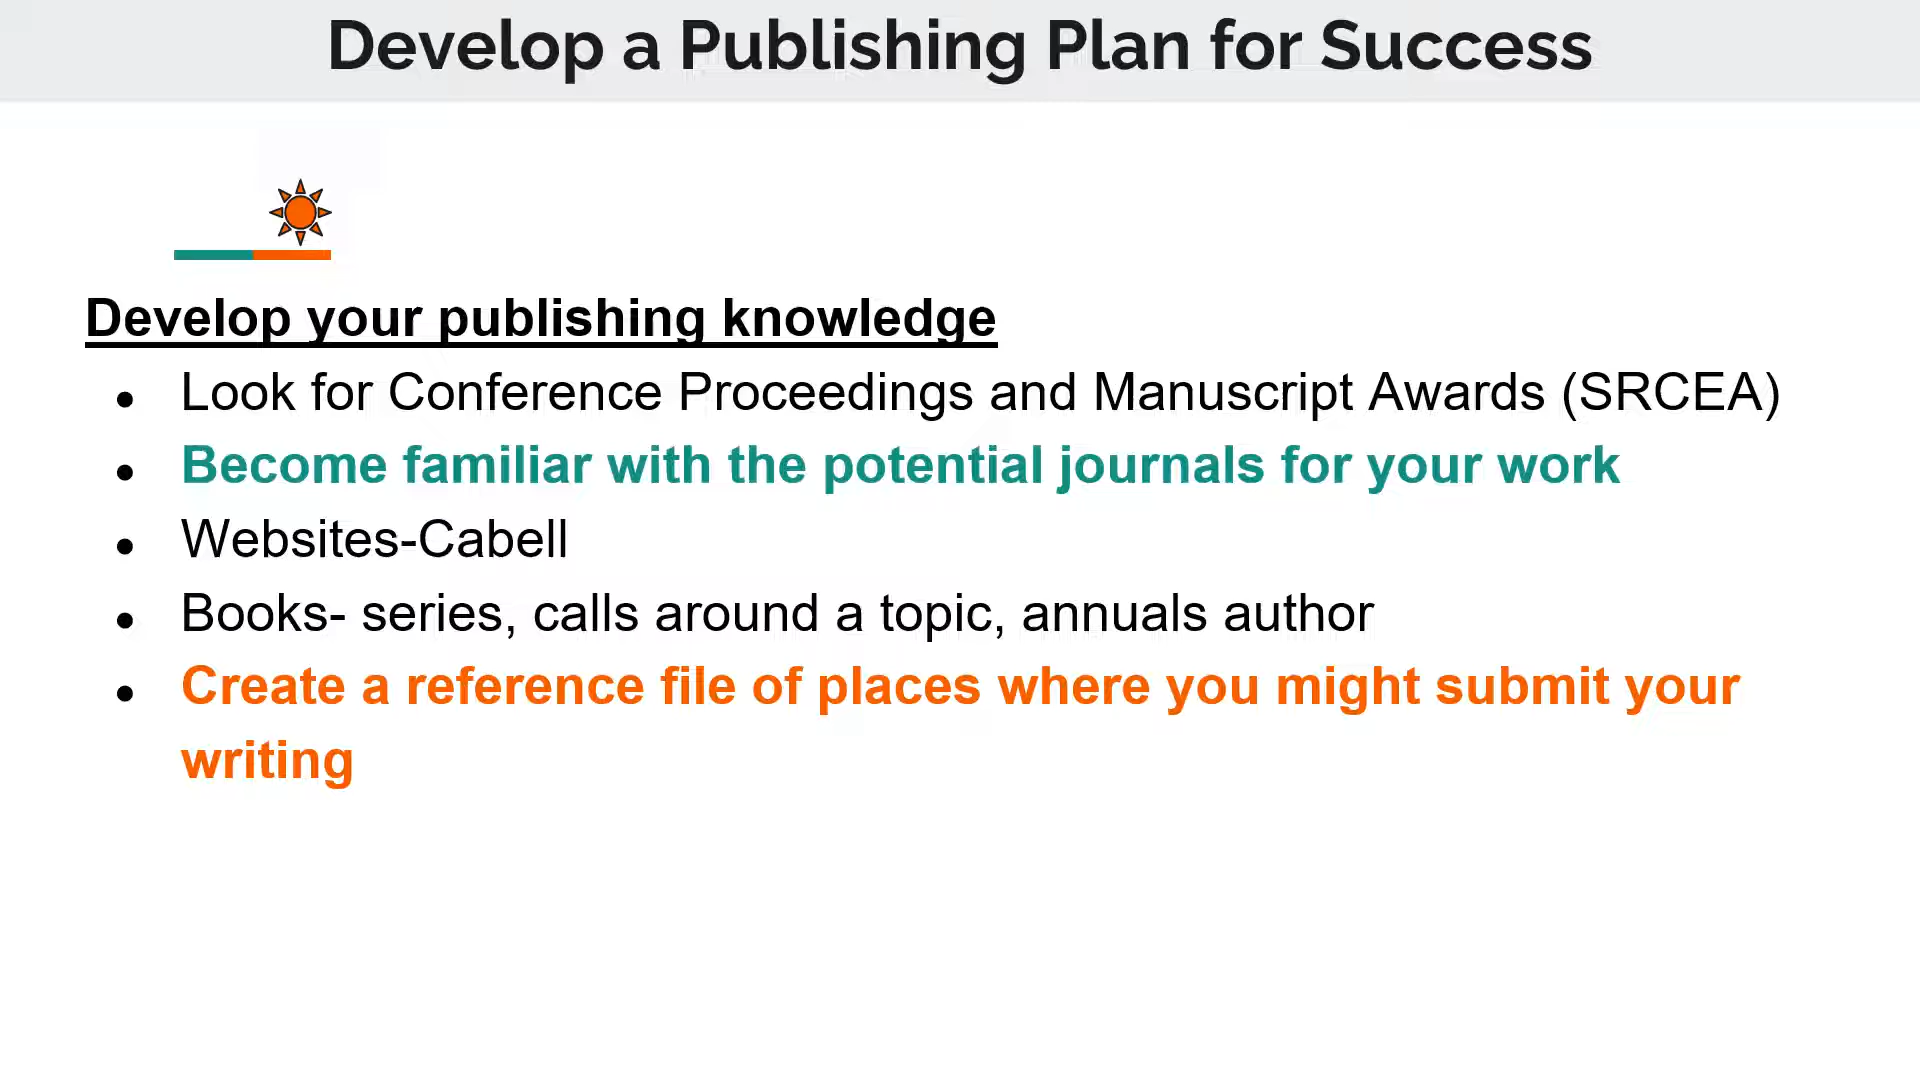 Develop a Publishing Plan for Success
Develop your publishing knowledge
● Look for Conference Proceedings and Manuscript Awards (SRCEA)
● Become familiar with the potential journals for your work
● Websites-Cabell
● Books- series, calls around a topic, annuals author
● Create a reference file of places where you might submit your
writing